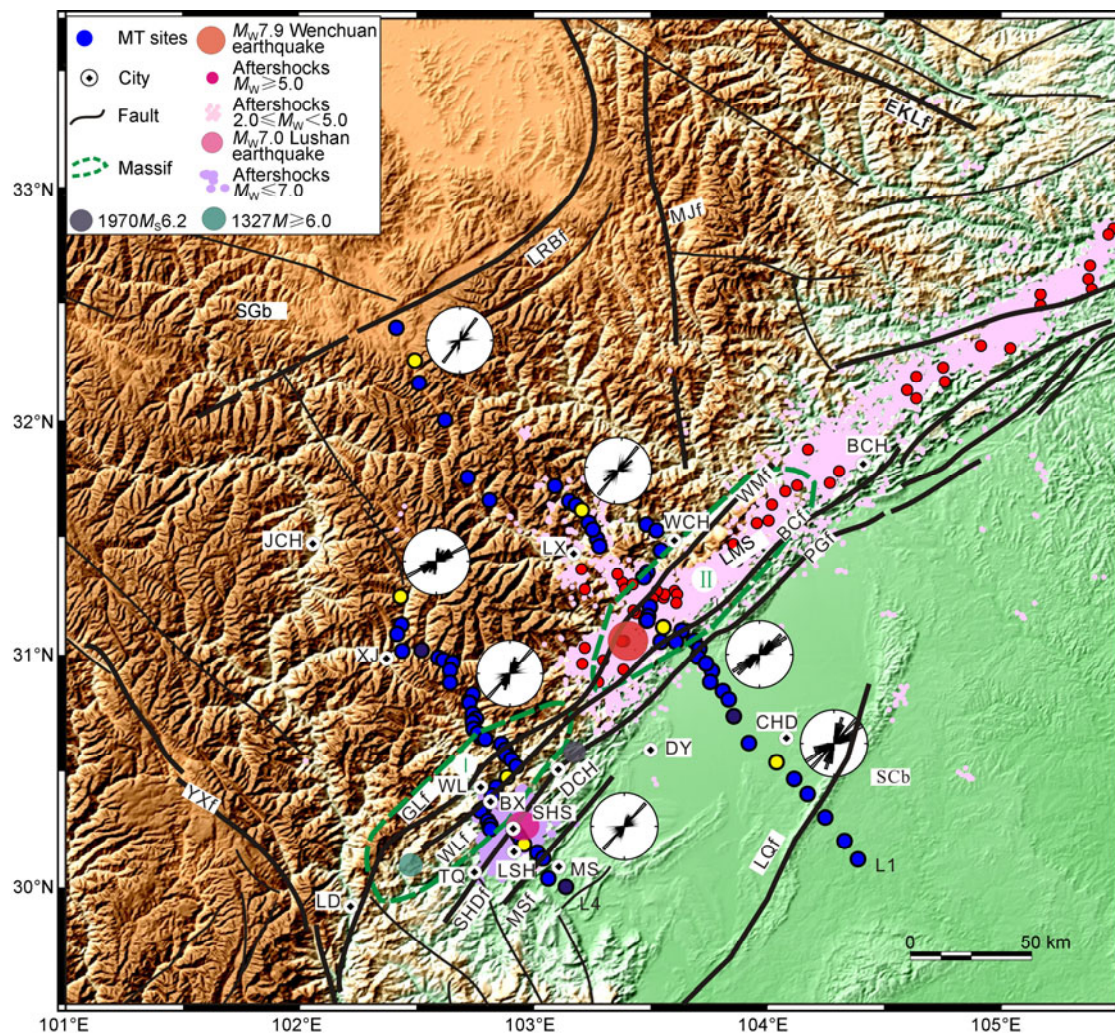 MT sites
City
Fault
Massif
1970Ms6.2
Mw7.9 Wenchuan
earthquake
Aftershocks
Mw≥5.0
Aftershocks
2.0≤Mw<5.0
Mw7.0 Lushan
earthquake
Aftershocks
Mw≤7.0
1327M≥6.0
EKLf
33°N
MJf
LRBf
SGb
32°N
BCH
WMf
WCH
JCH
LX
LMS
BCf
PGf
II
31°N
XJ
CHD
DY
SCb
I
DCH
WL
GLf
BX
SHS
YXf
WLf
LQf
TQ
LSH
MS
L1
30°N
LD
SHDf
MSf
L4
0
50 km
101°E
102°E
103°E
104°E
105°E